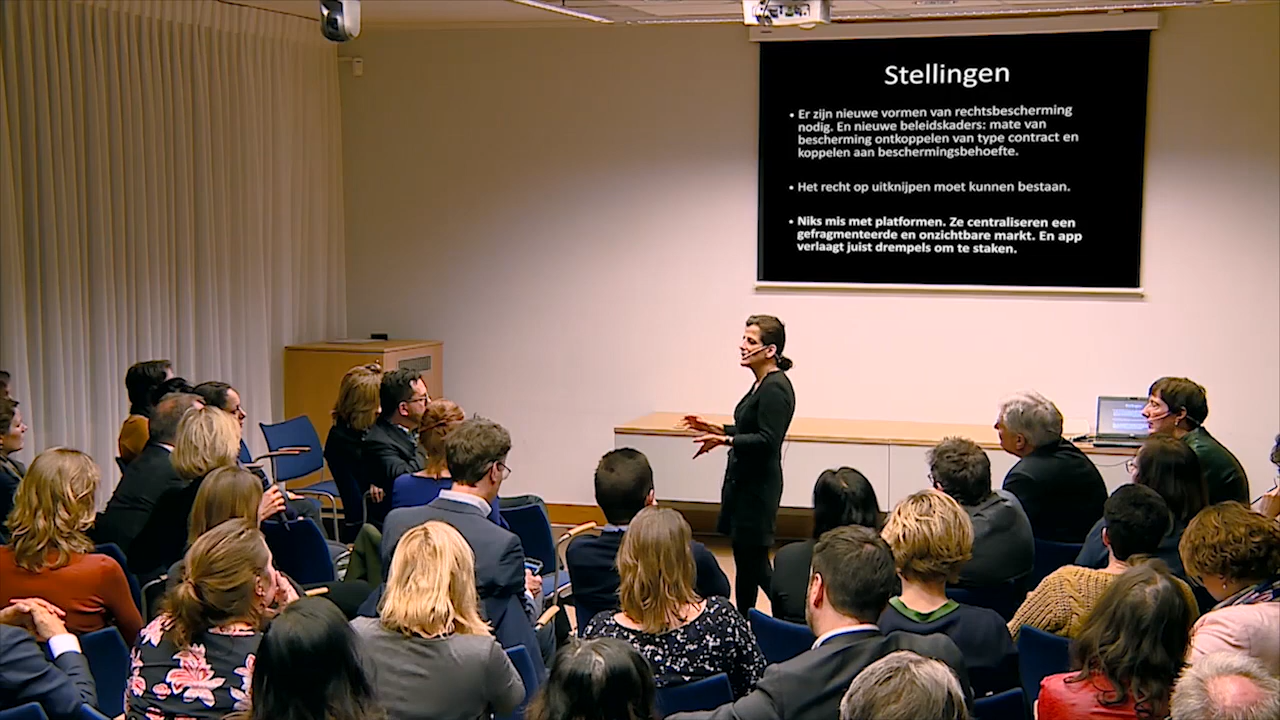 Stellingen
• Er zijn nieuwe vormen van rechtsbescherming
nodig. En nieuwe beleidskaders: mate van
bescherming ontkoppelen van type contract en
koppelen aan beschermingsbehoefte.
• Het recht op uitknijpen moet kunnen bestaan.
• Niks mis met platformen. Ze centraliseren een
gefragmenteerde en onzichtbare markt. En app
verlaagt juist drempels om te staken.